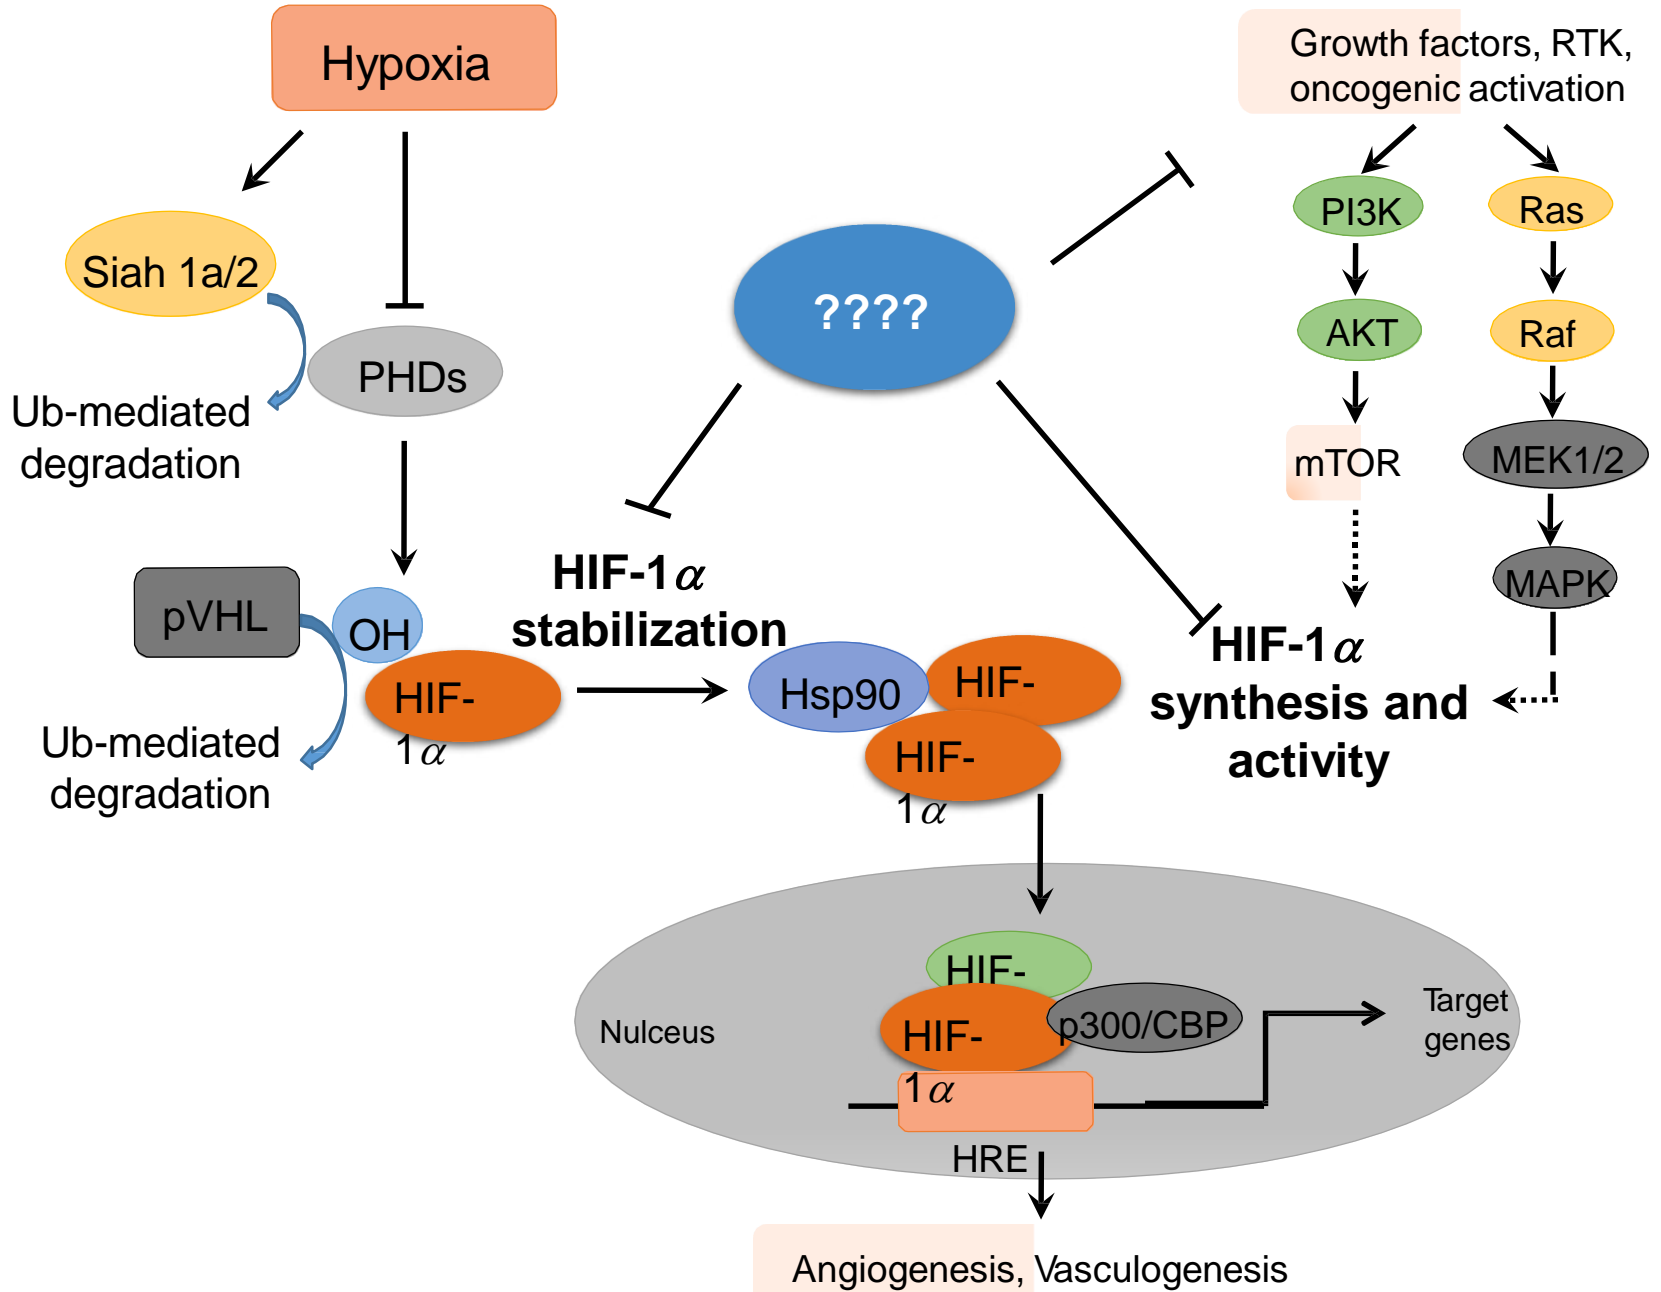 Hypoxia
Growth factors, RTK,
oncogenic activation
Siah 1a/2
PI3K
Ras
????
AKT
Raf
PHDs
Ub-mediated
degradation
mTOR
MEK1/2
HIF-1α
stabilization
MAPK
pVHL
OH
HIF-
1α
Hsp90
HIF-
HIF-
1α
HIF-1α
synthesis and
activity
Ub-mediated
degradation
HIF-
HIF-
1α
p300/CBP
Nulceus
Target
genes
HRE
Angiogenesis, Vasculogenesis